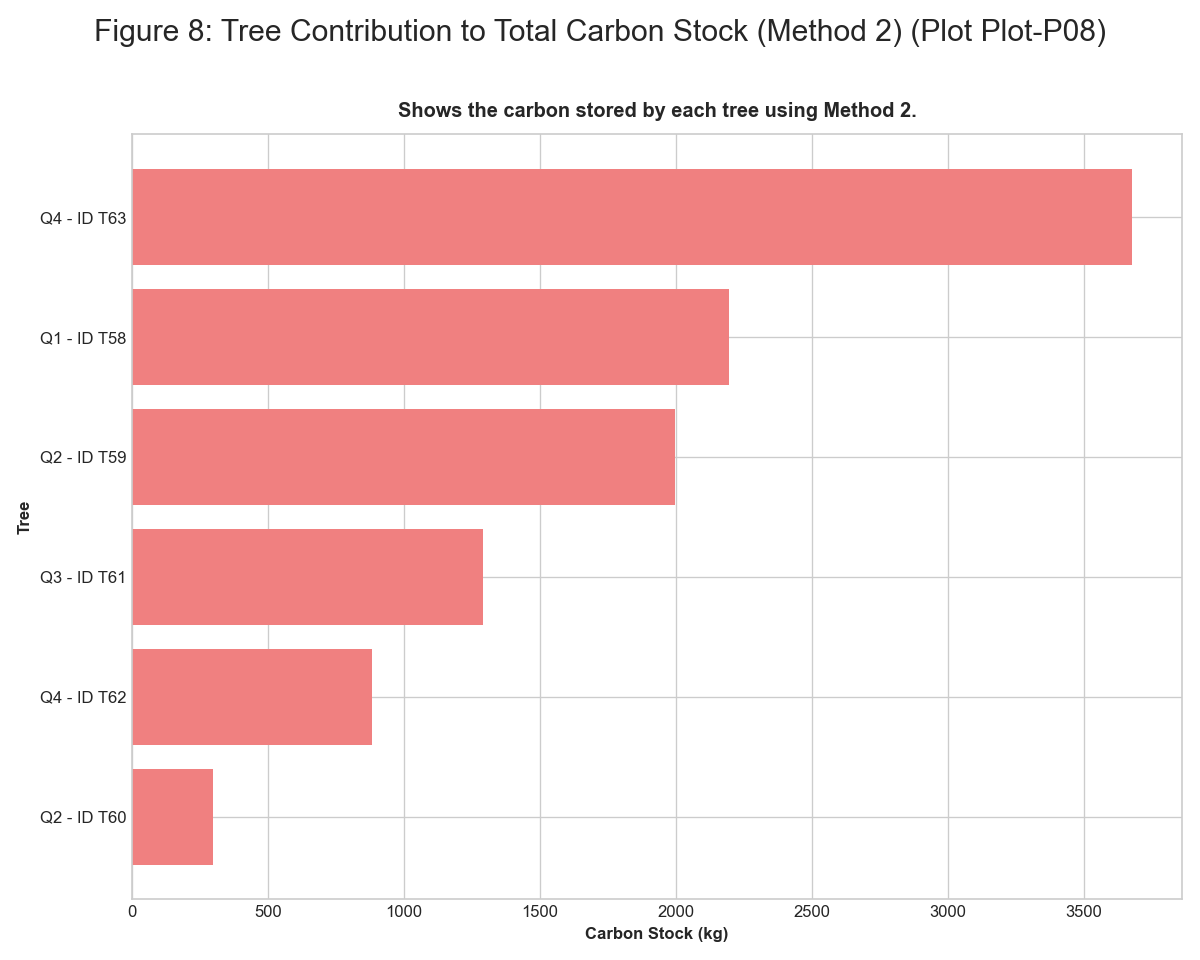 Figure 8: Tree Contribution to Total Carbon Stock (Method 2) (Plot Plot-P08)
Shows the carbon stored by each tree using Method 2.
Q4 - ID T63
Q1 - ID T58
Q2 - ID T59
Q3 - ID T61
Q4 - ID T62
Q2 - ID T60
Tree
0 500 1000 1500 2000 2500 3000 3500
Carbon Stock (kg)